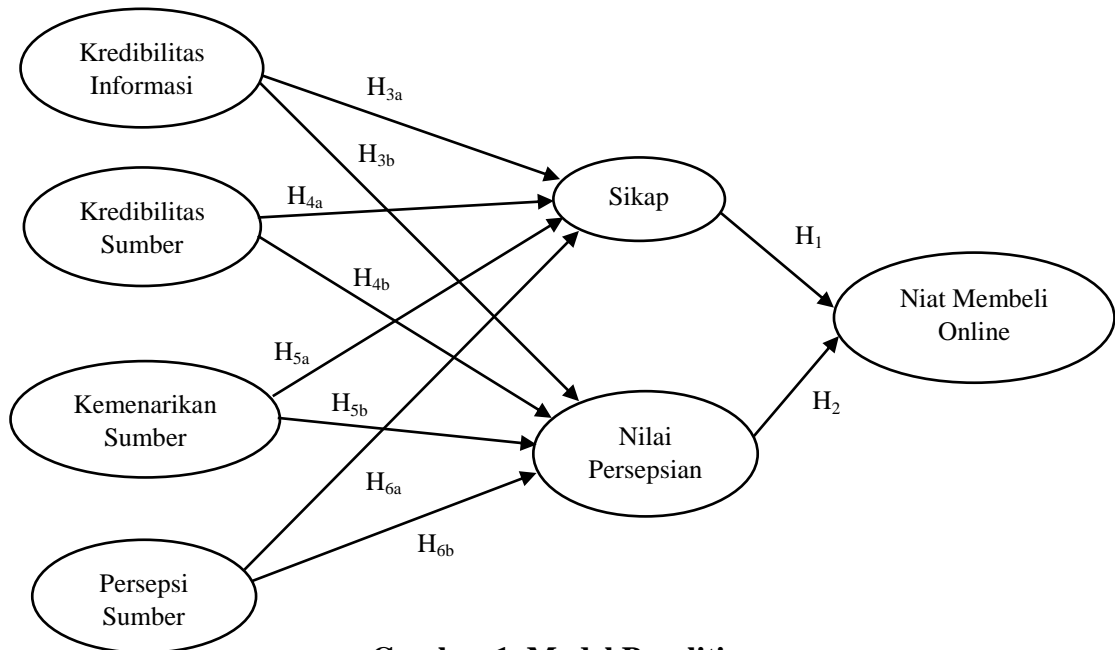 Kredibilitas
Informasi
H3a
H3b
Kredibilitas
Sumber
H4a
H4b
Sikap
H1
Niat Membeli
Online
Kemenarikan
Sumber
H5a
H5b
Nilai
Persepsian
H2
H6a
H6b
Persepsi
Sumber